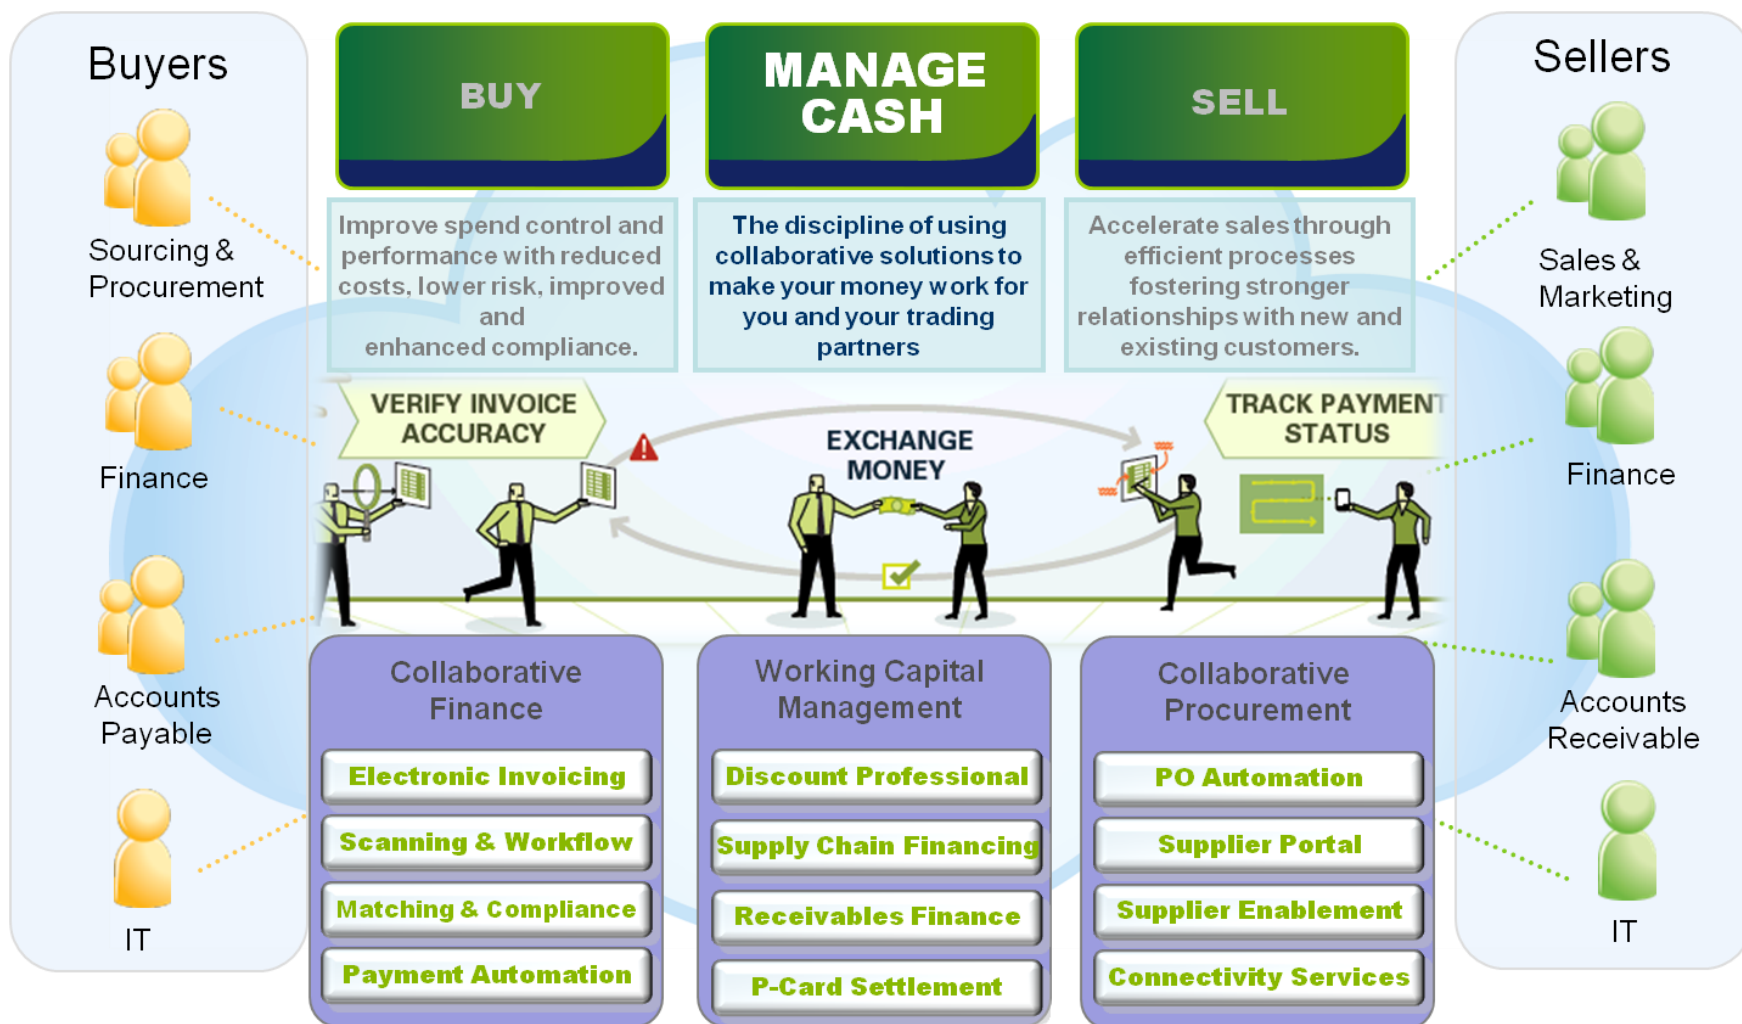 Buyers
Sourcing &
Procurement
Finance
Accounts
Payable
IT
BUY
Improve spend control and
performance with reduced
costs, lower risk, improved
and
enhanced compliance.
MANAGE
CASH
The discipline of using
collaborative solutions to
make your money work for
you and your trading
partners
SELL
Accelerate sales through
efficient processes
fostering stronger
relationships with new and
existing customers.
VERIFY INVOICE
ACCURACY
EXCHANGE
MONEY
TRACK PAYMENT
STATUS
Collaborative
Finance
Electronic Invoicing
Scanning & Workflow
Matching & Compliance
Payment Automation
Working Capital
Management
Discount Professional
Supply Chain Financing
Receivables Finance
P-Card Settlement
Collaborative
Procurement
PO Automation
Supplier Portal
Supplier Enablement
Connectivity Services
Sellers
Sales &
Marketing
Finance
Accounts
Receivable
IT